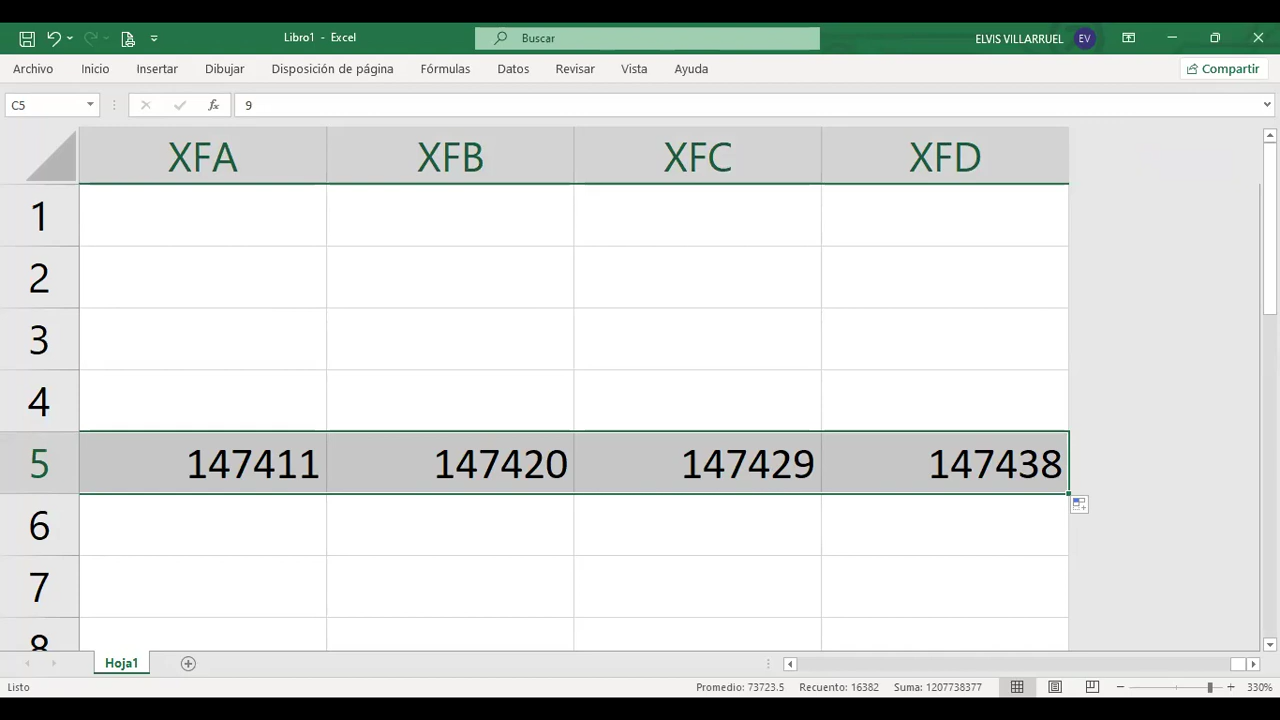 Libro1 - Excel
Buscar
ELVIS VILLARRUEL EV
Archivo Inicio Insertar Dibujar Disposición de página Fórmulas Datos Revisar Vista Ayuda Compartir
C5 fx 9
XFA XFB XFC XFD
1
2
3
4
5 147411 147420 147429 147438
6
7
8
Hoja1
Listo Promedio: 73723.5 Recuento: 16382 Suma: 1207738377 330%